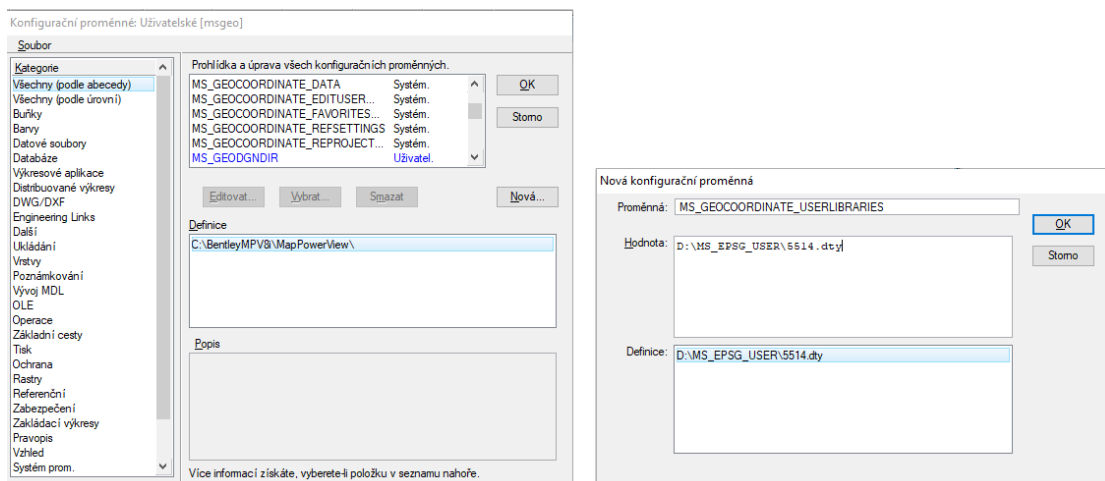 Konfigurační proměnné: Uživatelské [msgeo]
Soubor
Kategorie
Všechny (podle abecedy)
Všechny (podle úrovní)
Buňky
Barvy
Datové soubory
Databáze
Výkresové aplikace
Distribuované výkresy
DWG/DXF
Engineering Links
Další
Ukládání
Vrstvy
Poznámkování
Vývoj MDL
OLE
Operace
Základní cesty
Tisk
Ochrana
Rastry
Referenční
Zabezpečení
Zakládací výkresy
Pravopis
Vzhled
Systém prom.
Prohlídka a úprava všech konfiguračních proměnných.
MS_GEOCOORDINATE_DATA Systém.
MS_GEOCOORDINATE_EDITUSER... Systém.
MS_GEOCOORDINATE_FAVORITES... Systém.
MS_GEOCOORDINATE_REFSETTINGS Systém.
MS_GEOCOORDINATE_REPROJECT... Systém.
MS_GEODGNDIR Uživatel.
OK
Storno
Editovat... Vybrat... Smazat Nová...
Definice
C:\BentleyMPV8i\MapPowerView\
Popis
Více informací získáte, vyberete-li položku v seznamu nahoře.
Nová konfigurační proměnná
Proměnná: MS_GEOCOORDINATE_USERLIBRARIES
OK
Hodnota: D:\MS_EPSG_USER\5514.dty
Storno
Definice: D:\MS_EPSG_USER\5514.dty